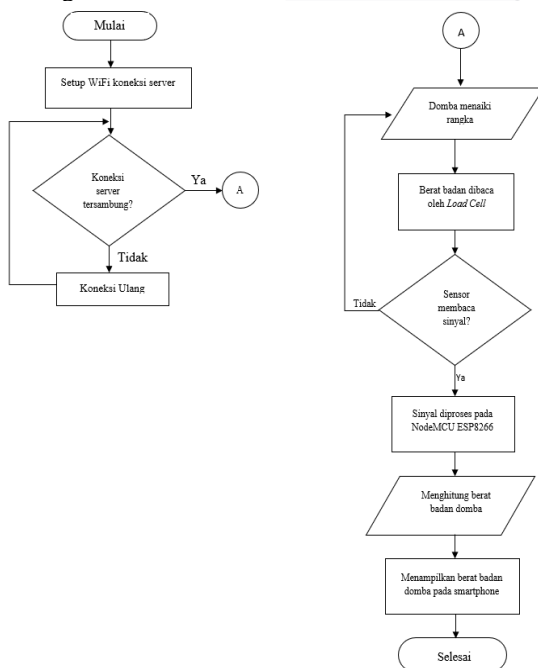 Mulai
Setup WiFi koneksi server
Koneksi
server
tersambung?
Ya
A
Tidak
Koneksi Ulang
A
Domba menaiki
rangka
Berat badan dibaca
oleh Load Cell
Sensor
membaca
sinyal?
Tidak
Ya
Sinyal diproses pada
NodeMCU ESP8266
Menghitung berat
badan domba
Menampilkan berat badan
domba pada smartphone
Selesai